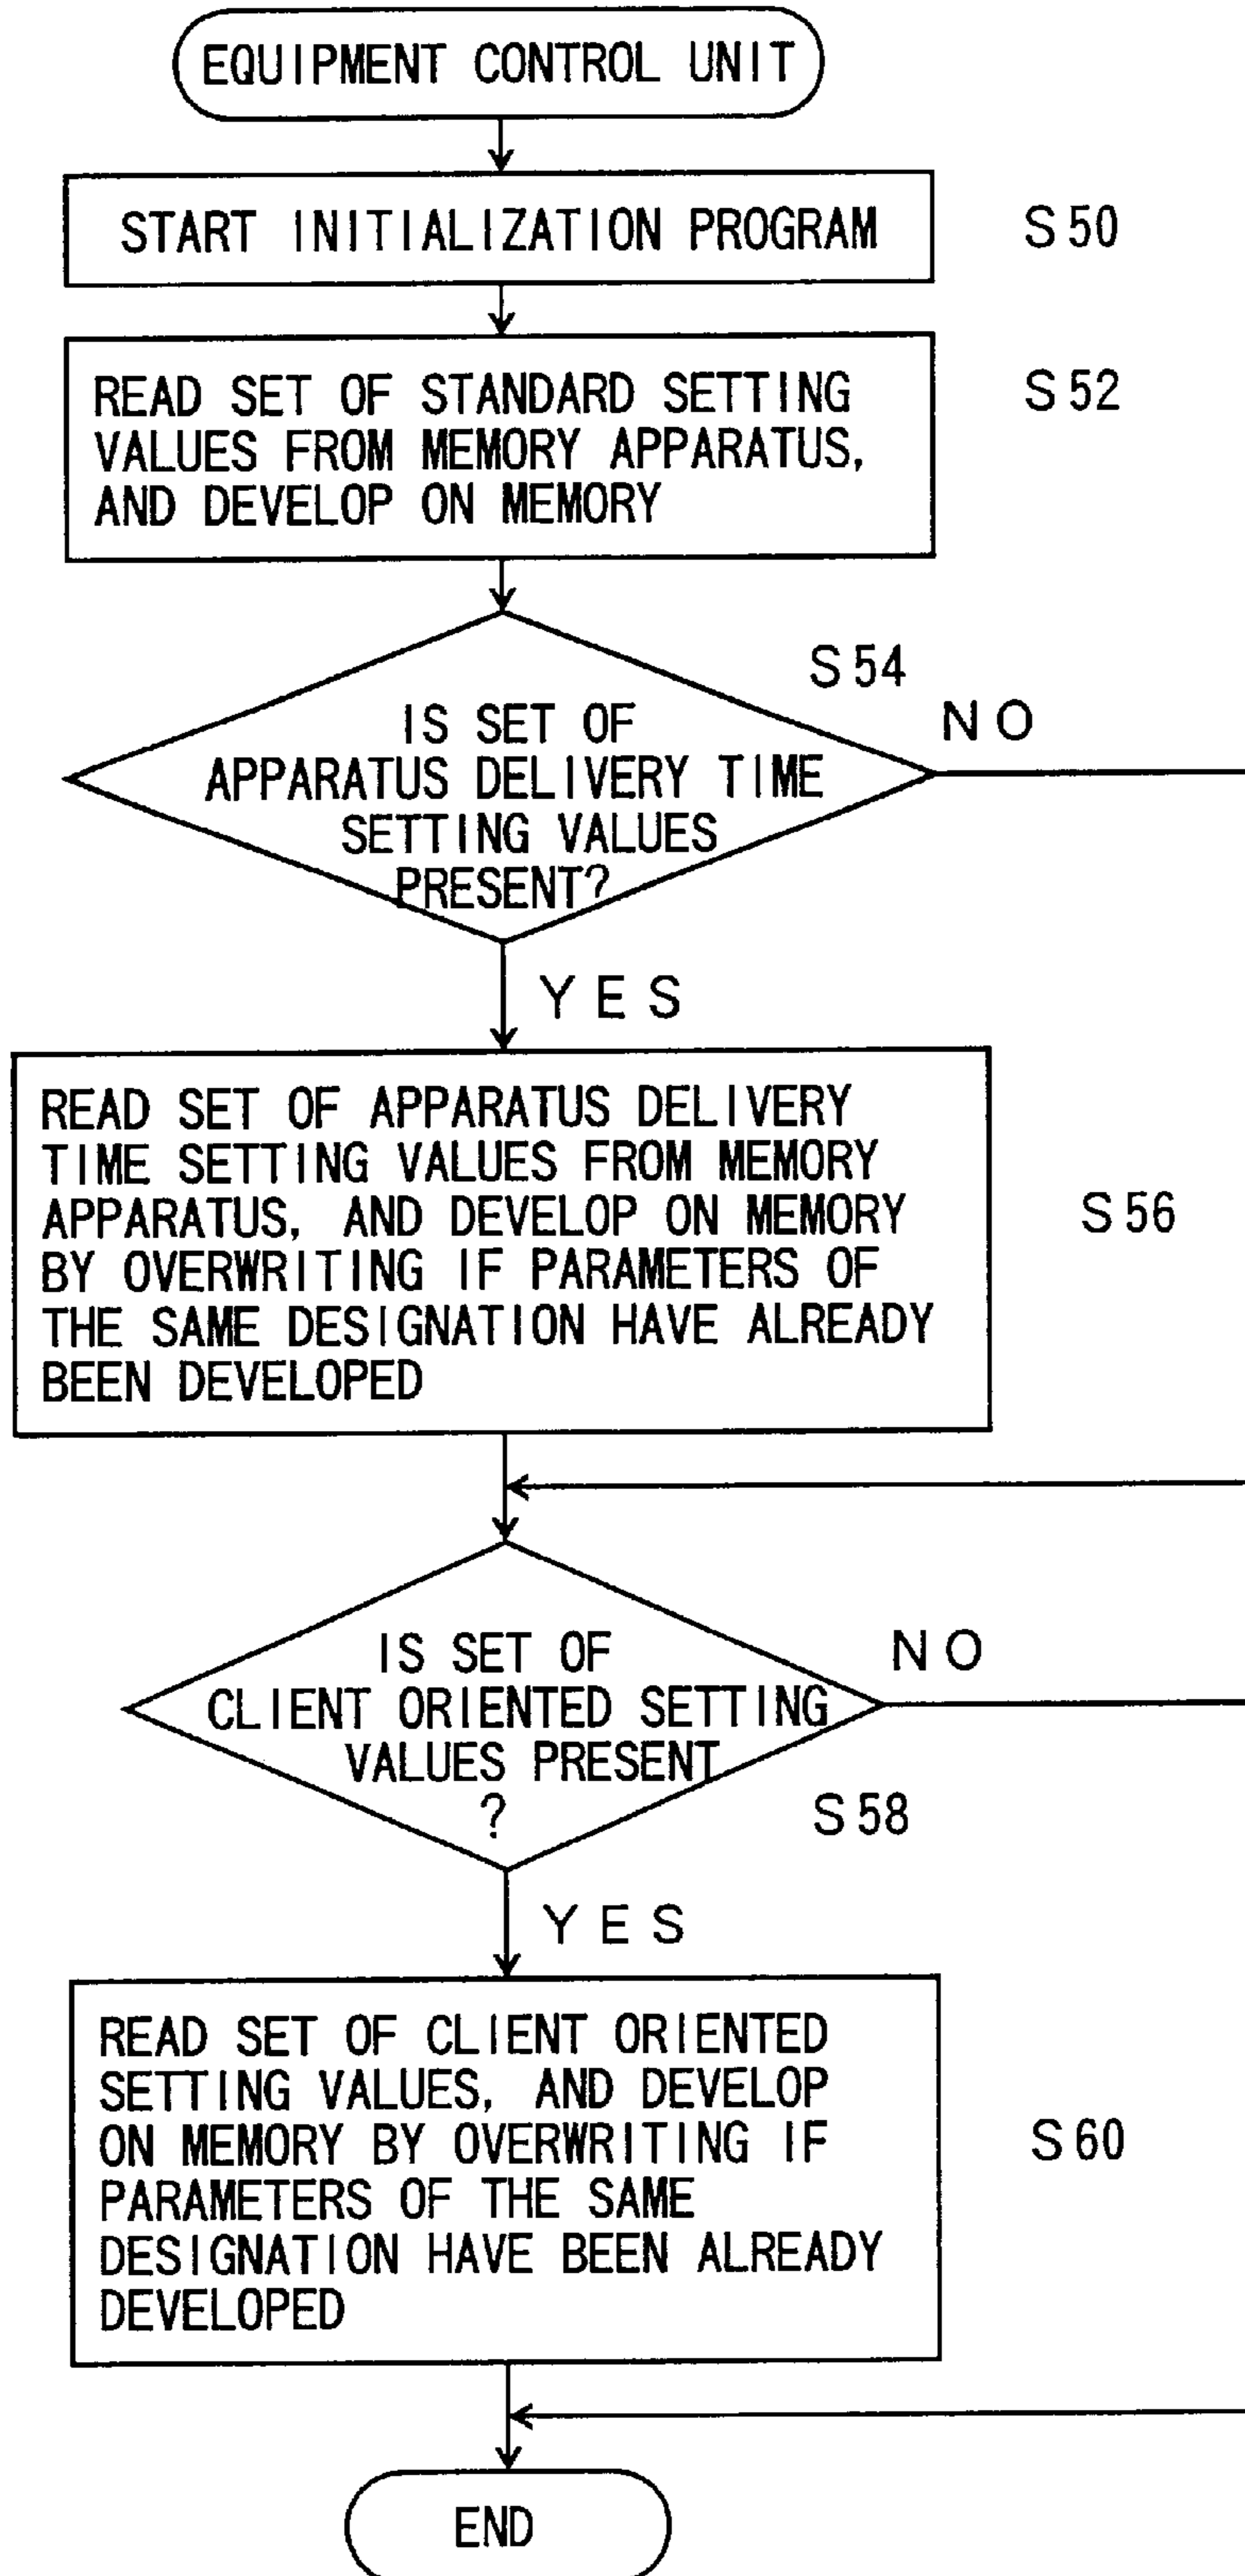 EQUIPMENT CONTROL UNIT
START INITIALIZATION PROGRAM
S50
READ SET OF STANDARD SETTING
VALUES FROM MEMORY APPARATUS,
AND DEVELOP ON MEMORY
S52
S54
IS SET OF
APPARATUS DELIVERY TIME
SETTING VALUES
PRESENT?
NO
YES
READ SET OF APPARATUS DELIVERY
TIME SETTING VALUES FROM MEMORY
APPARATUS, AND DEVELOP ON MEMORY
BY OVERWRITING IF PARAMETERS OF
THE SAME DESIGNATION HAVE ALREADY
BEEN DEVELOPED
S56
IS SET OF
CLIENT ORIENTED SETTING
VALUES PRESENT
?
NO
S58
YES
READ SET OF CLIENT ORIENTED
SETTING VALUES, AND DEVELOP
ON MEMORY BY OVERWRITING IF
PARAMETERS OF THE SAME
DESIGNATION HAVE BEEN ALREADY
DEVELOPED
S60
END